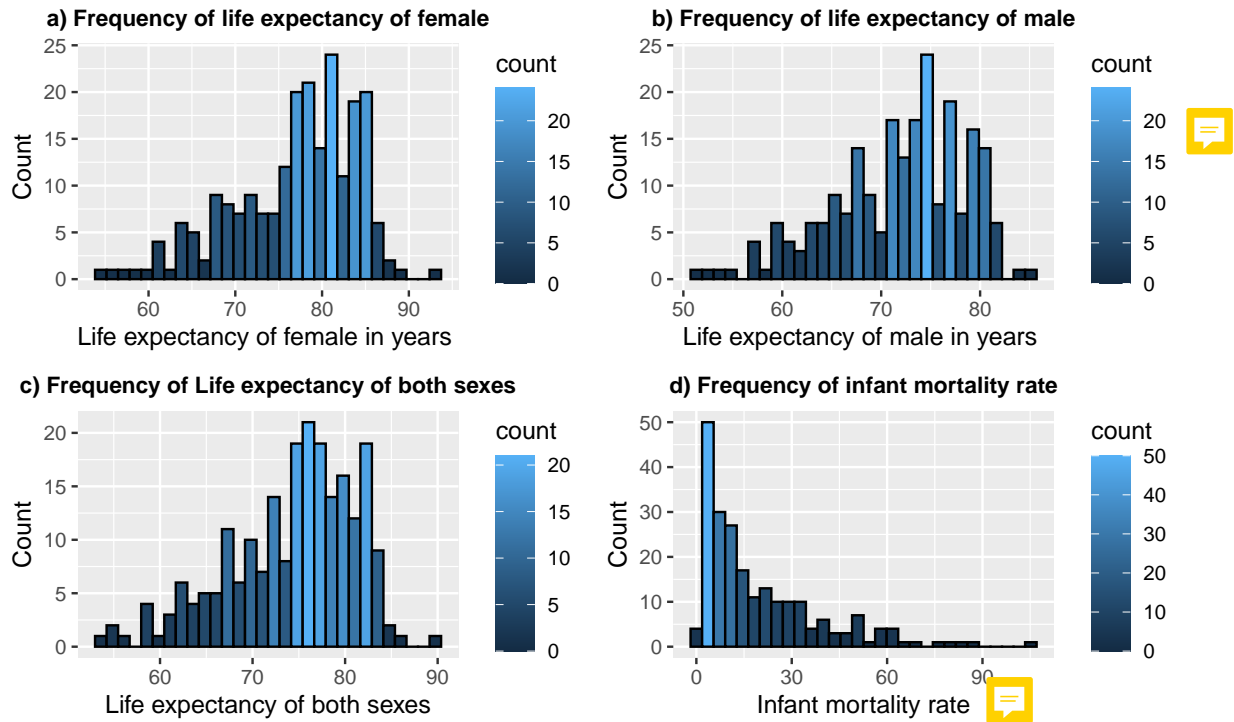 a) Frequency of life expectancy of female
25
20
15
10
5
0
Count
60 70 80 90
Life expectancy of female in years
count
20
15
10
5
0
b) Frequency of life expectancy of male
25
20
15
10
5
0
Count
50 60 70 80
Life expectancy of male in years
count
20
15
10
5
0
c) Frequency of Life expectancy of both sexes
20
15
10
5
0
Count
60 70 80 90
Life expectancy of both sexes
count
20
15
10
5
0
d) Frequency of infant mortality rate
50
40
30
20
10
0
Count
0 30 60 90
Infant mortality rate
count
50
40
30
20
10
0